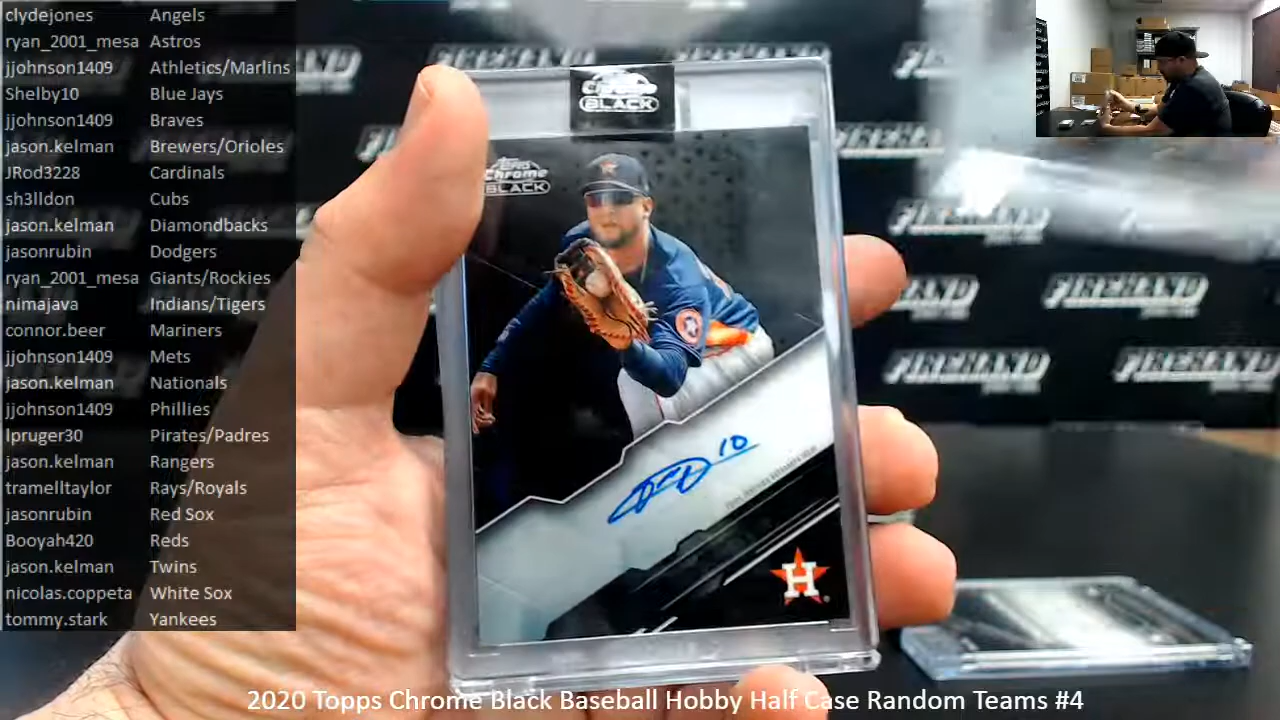 clydejones Angels
ryan_2001_mesa Astros
jjohnson1409 Athletics/Marlins
Shelby10 Blue Jays
jjohnson1409 Braves
jason.kelman Brewers/Orioles
JRod3228 Cardinals
sh3lldon Cubs
jason.kelman Diamondbacks
jasonrubin Dodgers
ryan_2001_mesa Giants/Rockies
nimajava Indians/Tigers
connor.beer Mariners
jjohnson1409 Mets
jason.kelman Nationals
jjohnson1409 Phillies
lpruger30 Pirates/Padres
jason.kelman Rangers
tramelltaylor Rays/Royals
jasonrubin Red Sox
Booyah420 Reds
jason.kelman Twins
nicolas.coppeta White Sox
tommy.stark Yankees
Chrome
BLACK
Topps
Chrome
BLACK
10
H
FIREHAND
FIREHAND
FIREHAND
FIREHAND
FIREHAND
2020 Topps Chrome Black Baseball Hobby Half Case Random Teams #4